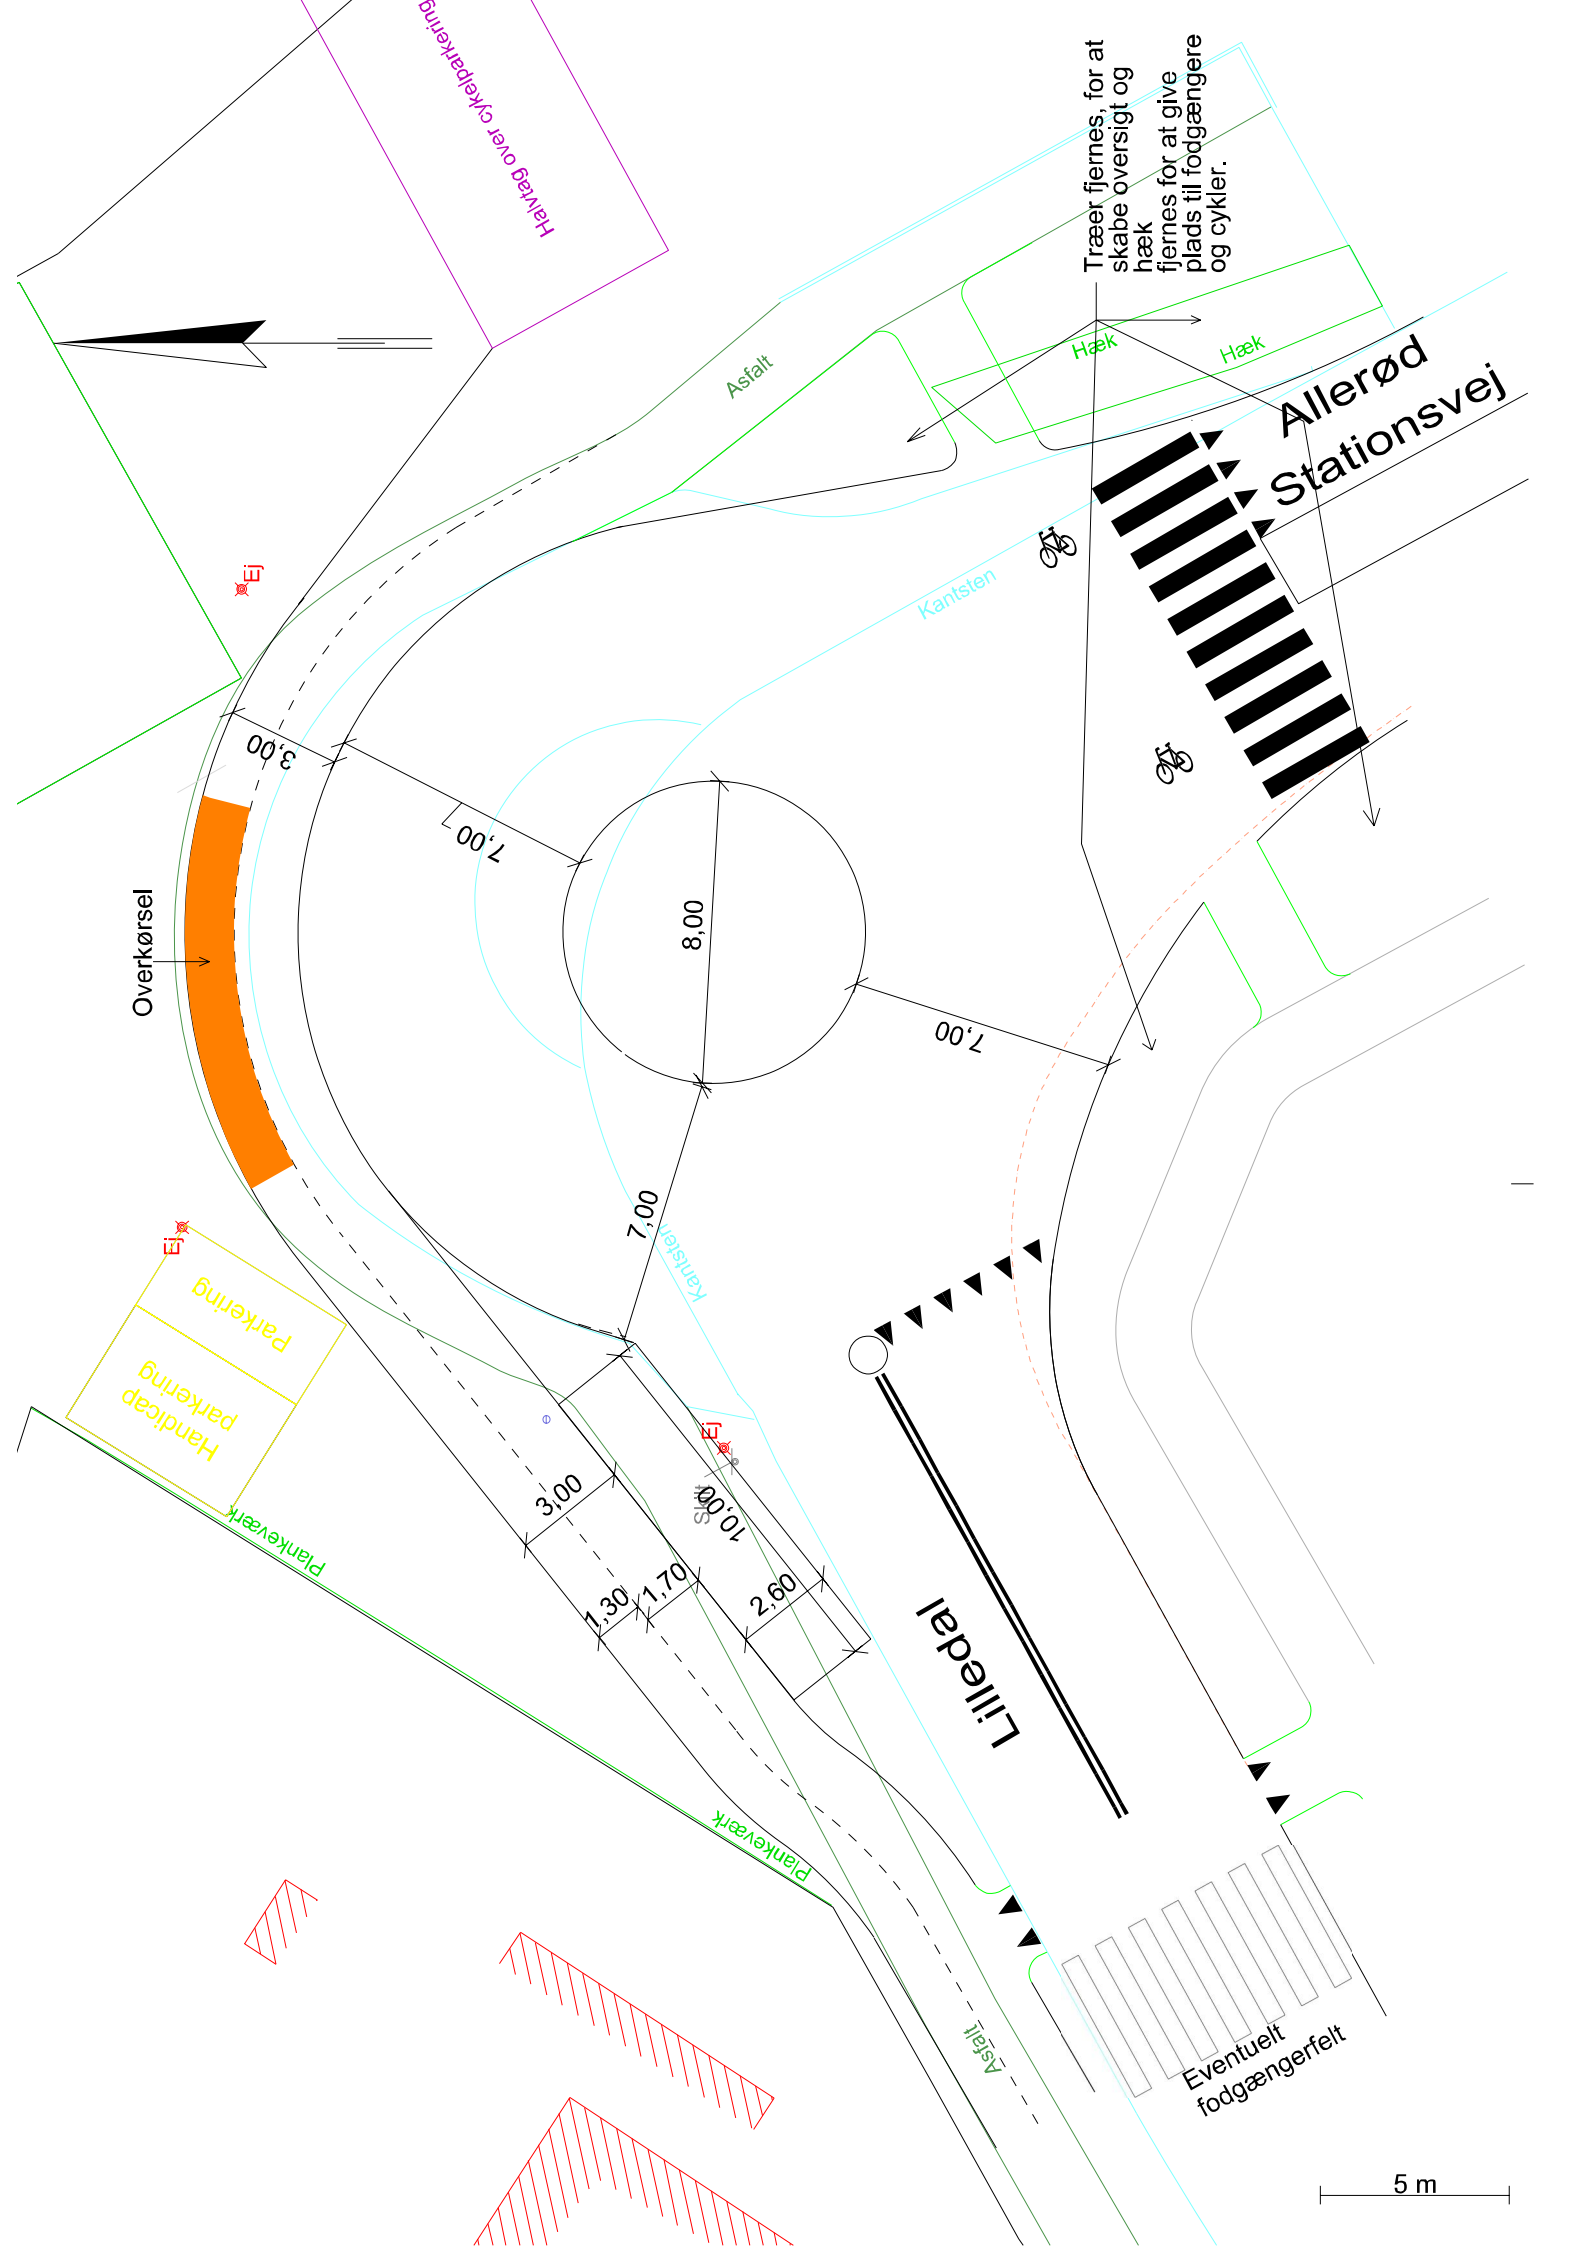 Halvtag over cykelparkering
Træer fjernes, for at
skabe oversigt og
hæk
fjernes for at give
plads til fodgængere
og cykler.
Asfalt
Hæk
Hæk
Allerød
Stationsvej
Ej
Kantsten
3,00
7,00
Overkørsel
8,00
7,00
7,00
Kantsten
Ej
Parkering
Handicap
parkering
Plankeværk
Ej
Skilt
10,00
3,00
1,30
1,70
2,60
Lilledal
Plankeværk
Asfalt
Eventuelt
fodgængerfelt
5 m